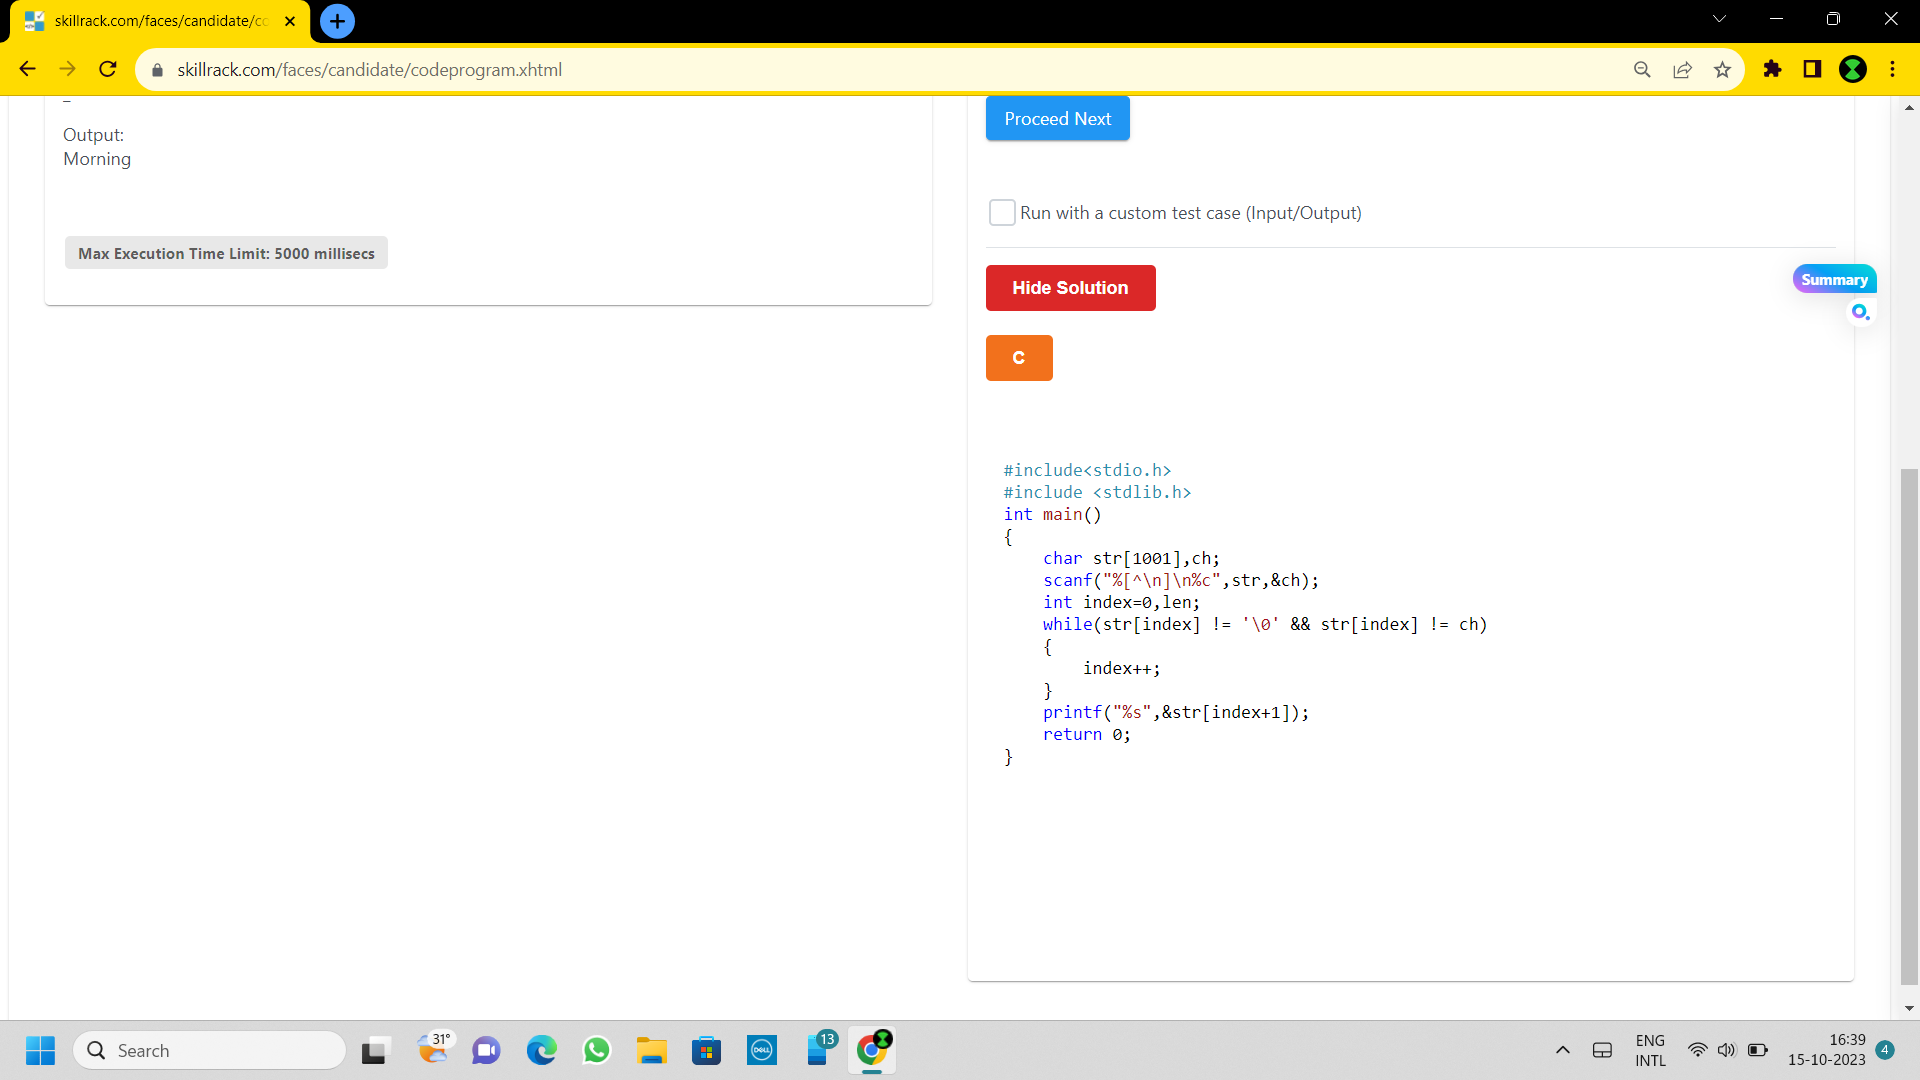 skillrack.com/faces/candidate/co
skillrack.com/faces/candidate/codeprogram.xhtml
_
Output:
Morning
Max Execution Time Limit: 5000 millisecs
Proceed Next
Run with a custom test case (Input/Output)
Hide Solution
Summary
C
#include<stdio.h>
#include <stdlib.h>
int main()
{
    char str[1001],ch;
    scanf("%[^\n]\n%c",str,&ch);
    int index=0,len;
    while(str[index] != '\0' && str[index] != ch)
    {
        index++;
    }
    printf("%s",&str[index+1]);
    return 0;
}
Search
31°
DELL
13
ENG
INTL
16:39
15-10-2023
4